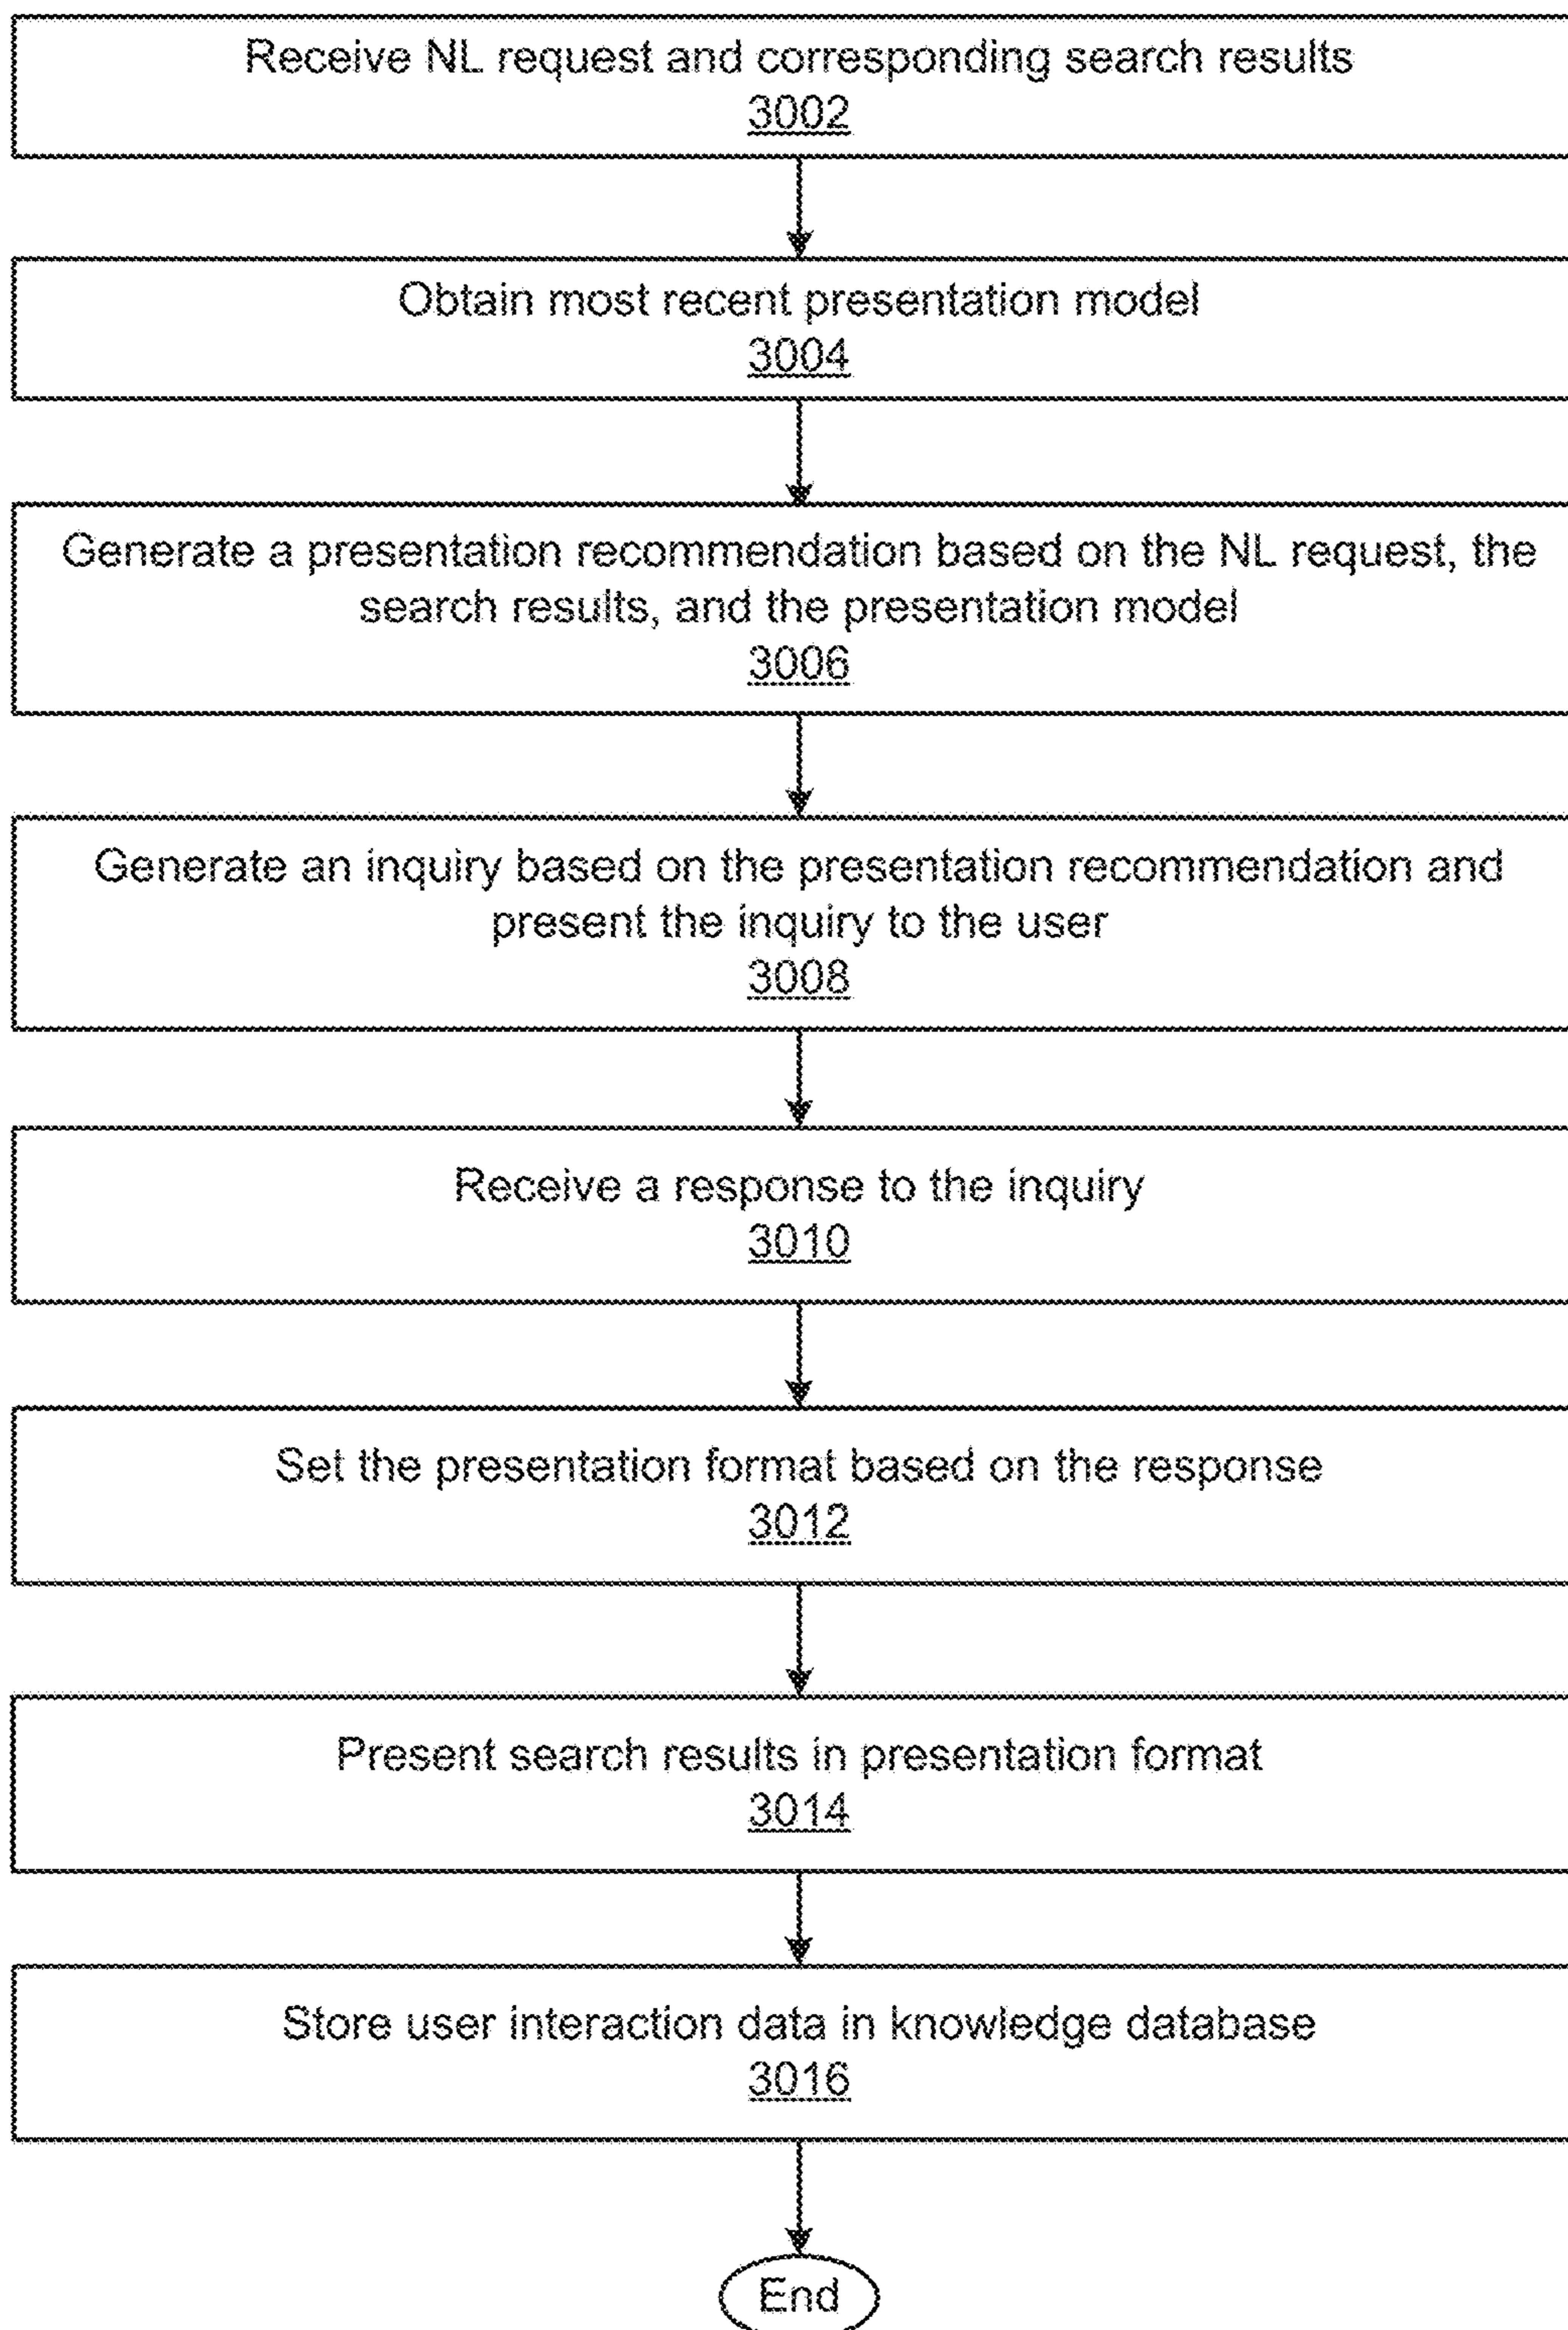 Receive NL request and corresponding search results
3002
Obtain most recent presentation model
3004
Generate a presentation recommendation based on the NL request, the
search results, and the presentation model
3006
Generate an inquiry based on the presentation recommendation and
present the inquiry to the user
3008
Receive a response to the inquiry
3010
Set the presentation format based on the response
3012
Present search results in presentation format
3014
Store user interaction data in knowledge database
3016
End